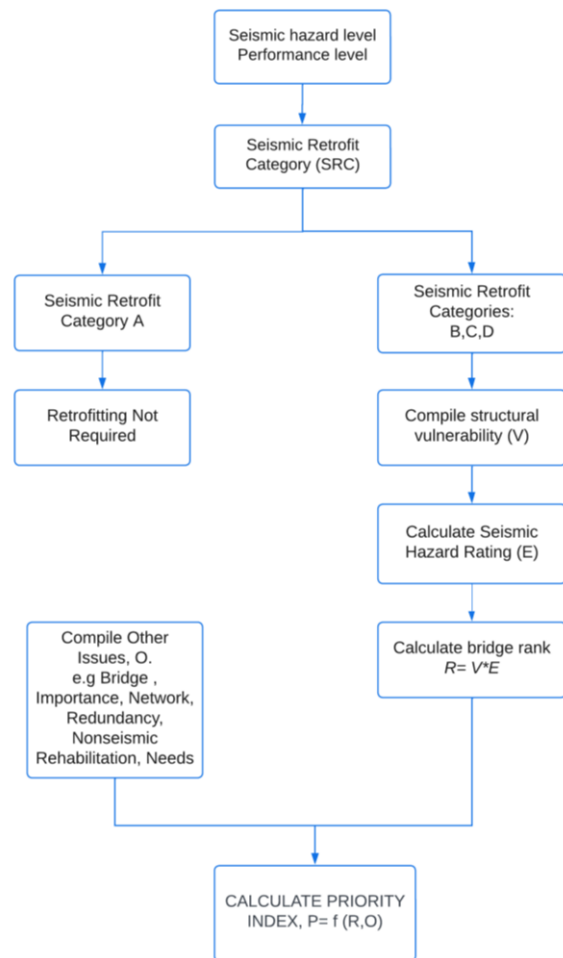 Seismic hazard level
Performance level
Seismic Retrofit
Category (SRC)
Seismic Retrofit
Category A
Seismic Retrofit
Categories:
B,C,D
Retrofitting Not
Required
Compile structural
vulnerability (V)
Calculate Seismic
Hazard Rating (E)
Compile Other
Issues, O.
e.g Bridge ,
Importance, Network,
Redundancy,
Nonseismic
Rehabilitation, Needs
Calculate bridge rank
R= V*E
CALCULATE PRIORITY
INDEX, P= f (R,O)